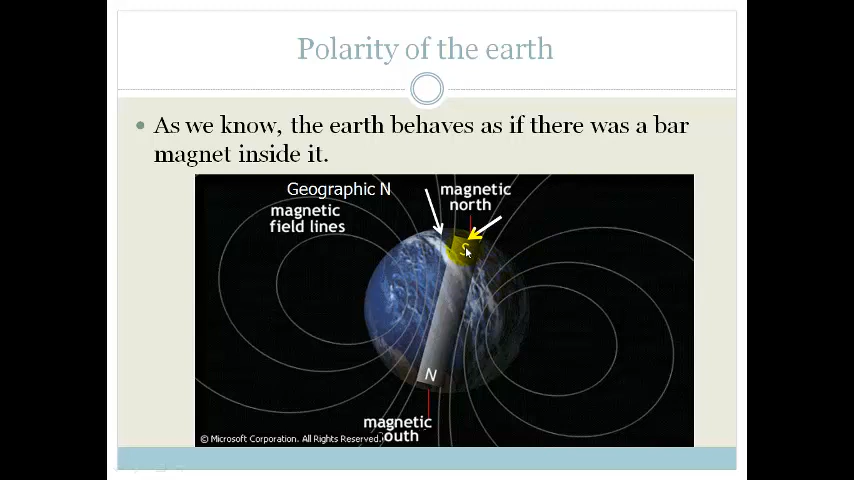 Polarity of the earth
As we know, the earth behaves as if there was a bar
magnet inside it.
Geographic N
magnetic
north
magnetic
field lines
S
N
magnetic
outh
© Microsoft Corporation. All Rights Reserved.